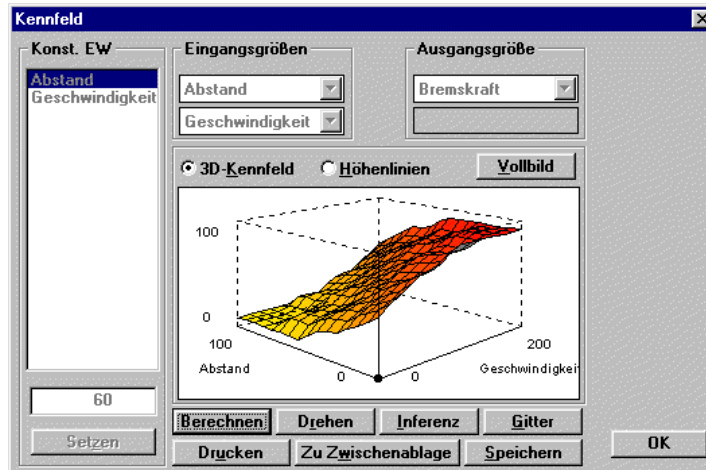 Kennfeld
Konst. EW
Abstand
Geschwindigkeit
60
Setzen
Eingangsgrößen
Abstand
Geschwindigkeit
Ausgangsgröße
Bremskraft
3D-Kennfeld Höhenlinien Vollbild
100
0
100
Abstand
0
0
200
Geschwindigkei
Berechnen Drehen Inferenz Gitter
Drucken Zu Zwischenablage Speichern
OK